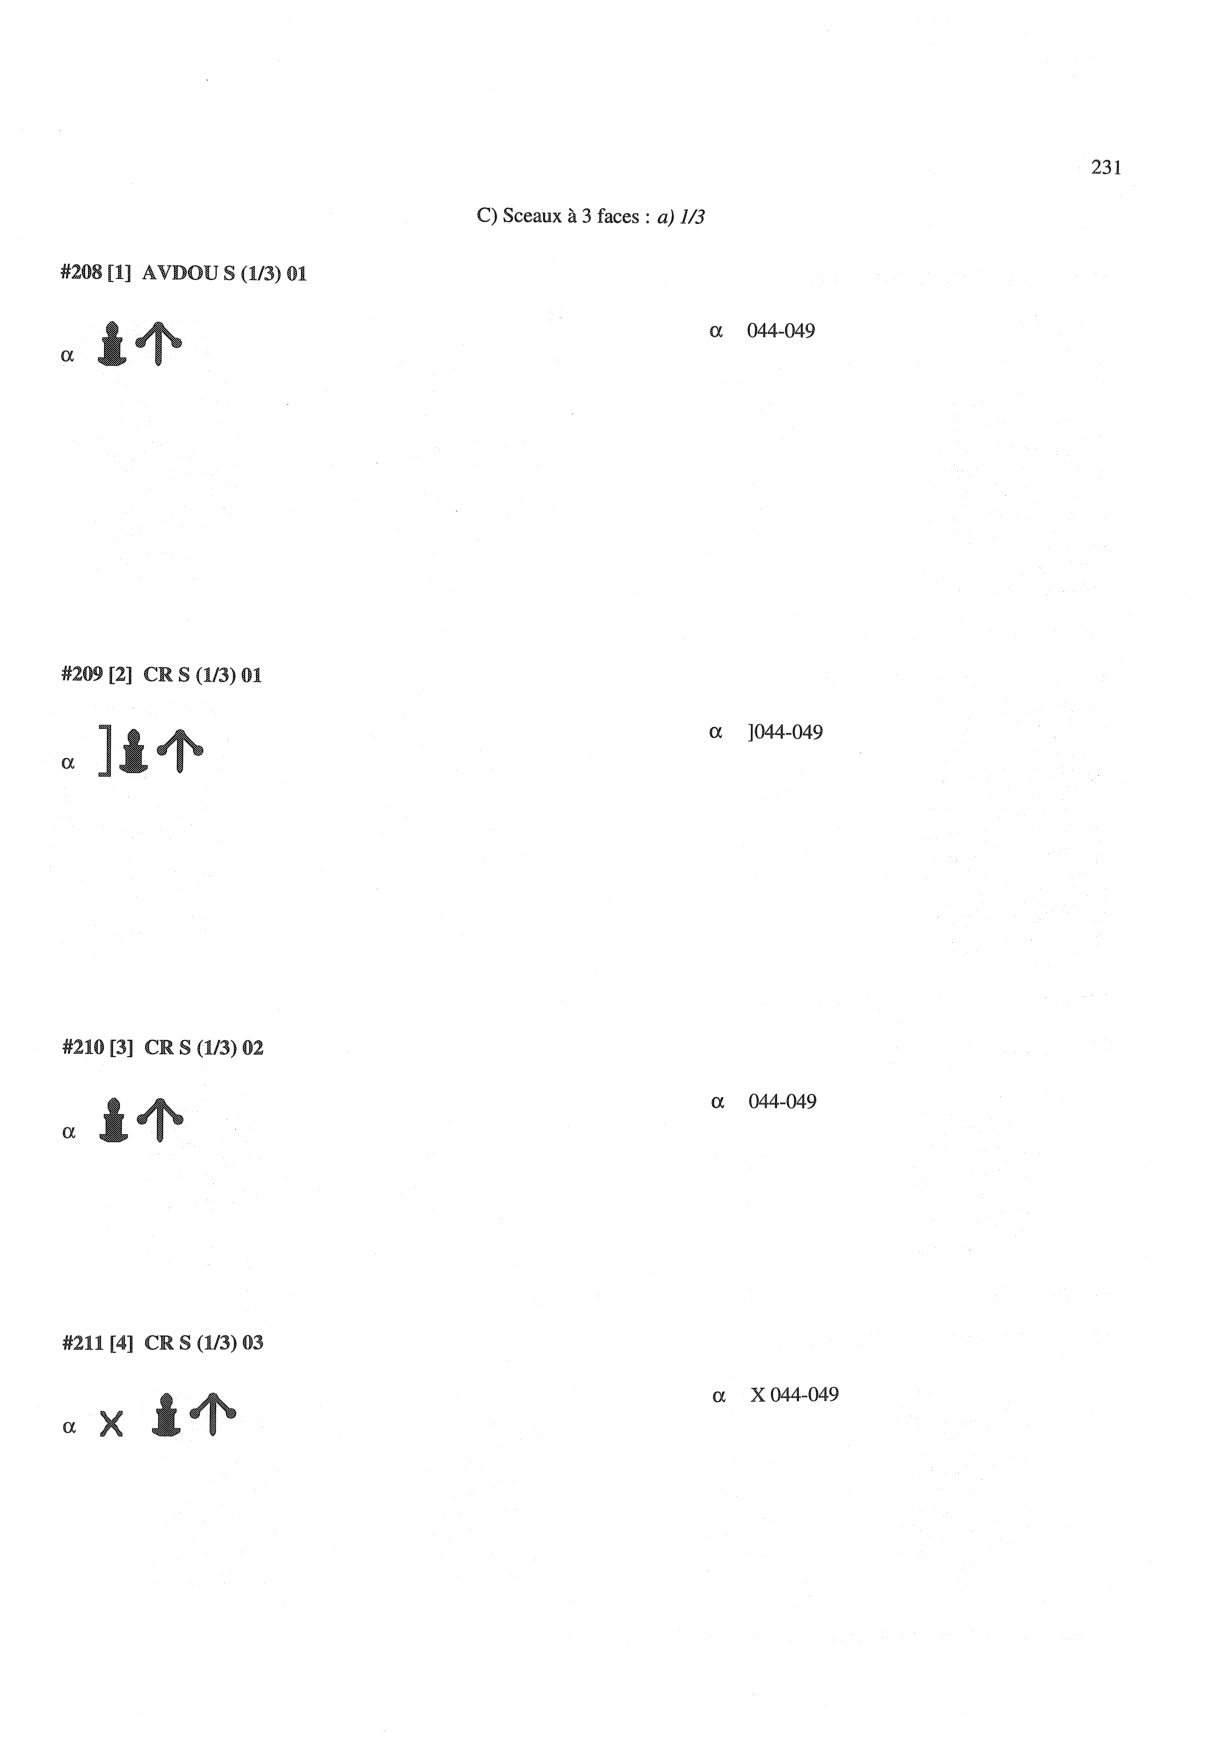 231
C) Sceaux à 3 faces : a) 1/3
#208 [1] AVDOU S (1/3) 01
α α 044-049
#209 [2] CR S (1/3) 01
α ] α ]044-049
#210 [3] CR S (1/3) 02
α α 044-049
#211 [4] CR S (1/3) 03
α X α X 044-049